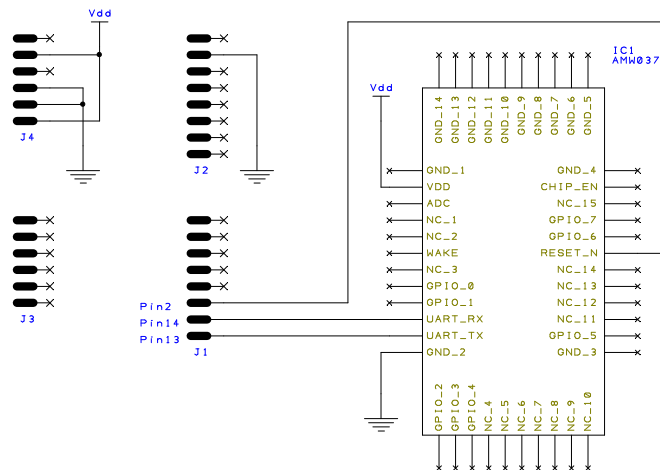 Vdd
J4
J2
J3
Pin2
Pin14
Pin13
J1
Vdd
IC1
AMW037
GND_14
GND_13
GND_12
GND_11
GND_10
GND_9
GND_8
GND_7
GND_6
GND_5
GND_1
VDD
ADC
NC_1
NC_2
WAKE
NC_3
GPIO_0
GPIO_1
UART_RX
UART_TX
GND_2
GND_4
CHIP_EN
NC_15
GPIO_7
GPIO_6
RESET_N
NC_14
NC_13
NC_12
NC_11
GPIO_5
GND_3
GPIO_2
GPIO_3
GPIO_4
NC_4
NC_5
NC_6
NC_7
NC_8
NC_9
NC_10